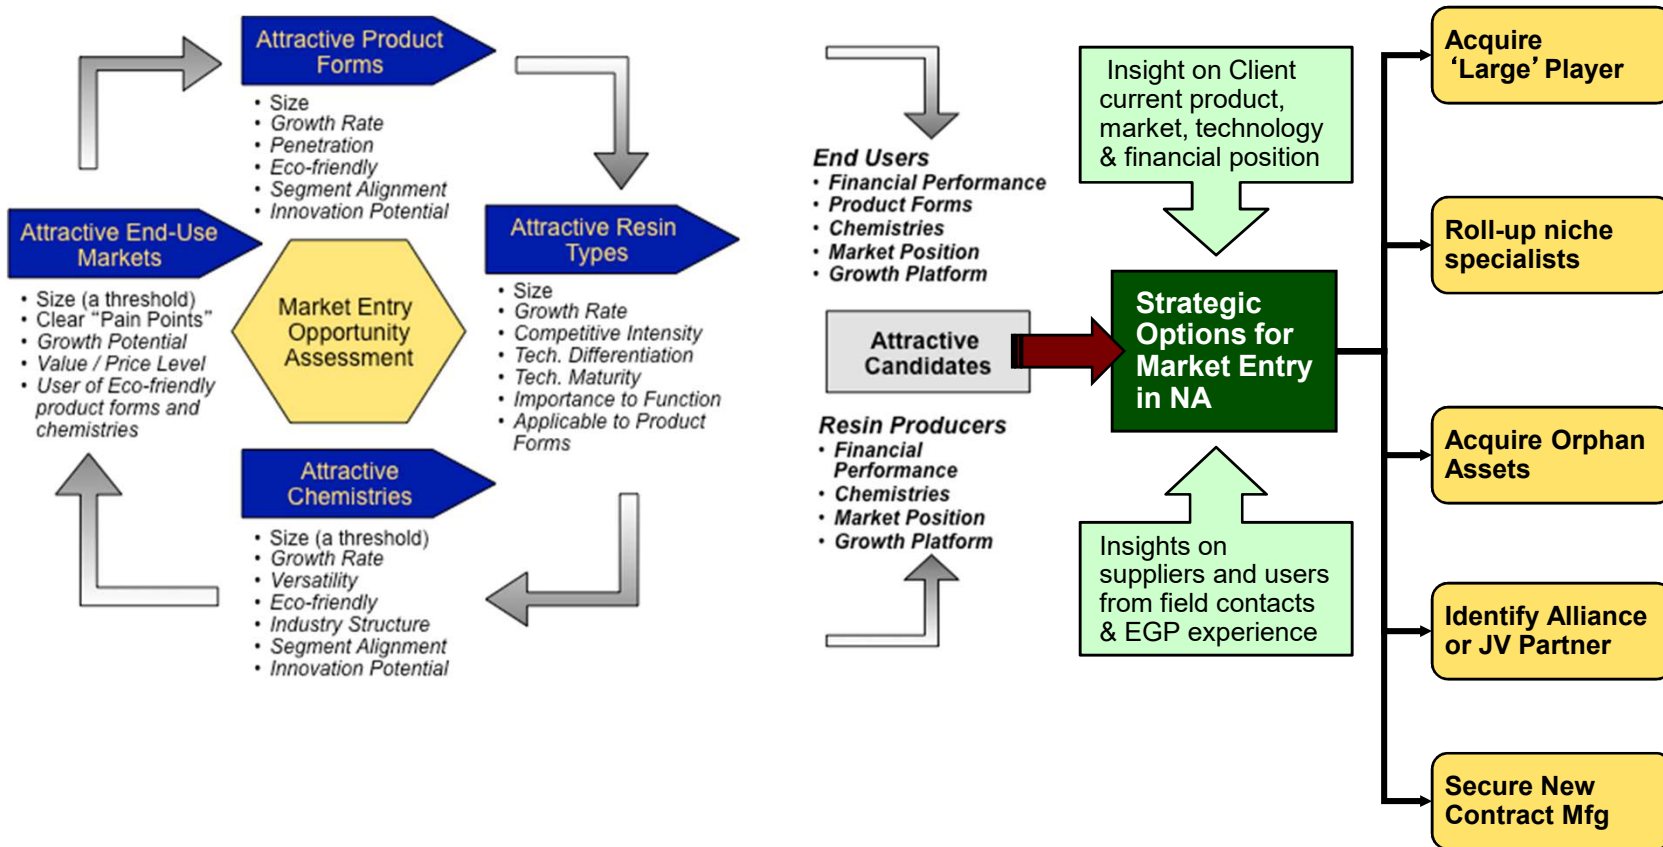 Attractive Product
Forms
• Size
• Growth Rate
• Penetration
• Eco-friendly
• Segment Alignment
• Innovation Potential
Attractive End-Use
Markets
• Size (a threshold)
• Clear “Pain Points”
• Growth Potential
• Value / Price Level
• User of Eco-friendly
product forms and
chemistries
Market Entry
Opportunity
Assessment
Attractive Resin
Types
• Size
• Growth Rate
• Competitive Intensity
• Tech. Differentiation
• Tech. Maturity
• Importance to Function
• Applicable to Product
Forms
Attractive
Chemistries
• Size (a threshold)
• Growth Rate
• Versatility
• Eco-friendly
• Industry Structure
• Segment Alignment
• Innovation Potential
End Users
• Financial Performance
• Product Forms
• Chemistries
• Market Position
• Growth Platform
Attractive
Candidates
Resin Producers
• Financial
Performance
• Chemistries
• Market Position
• Growth Platform
Insight on Client
current product,
market, technology
& financial position
Strategic
Options for
Market Entry
in NA
Insights on
suppliers and users
from field contacts
& EGP experience
Acquire
‘Large’ Player
Roll-up niche
specialists
Acquire Orphan
Assets
Identify Alliance
or JV Partner
Secure New
Contract Mfg